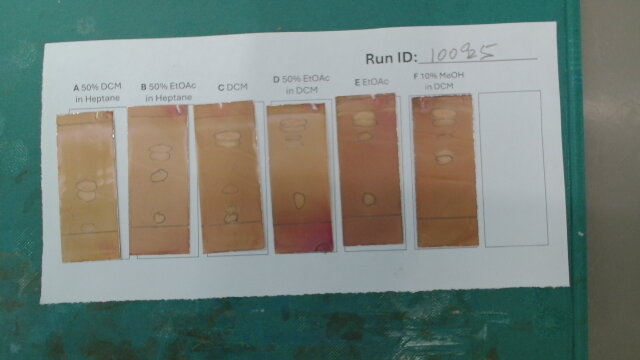 Run ID: 100925
A 50% DCM
in Heptane
B 50% EtOAc
in Heptane
C DCM
D 50% EtOAc
in DCM
E EtOAc
F 10% MeOH
in DCM